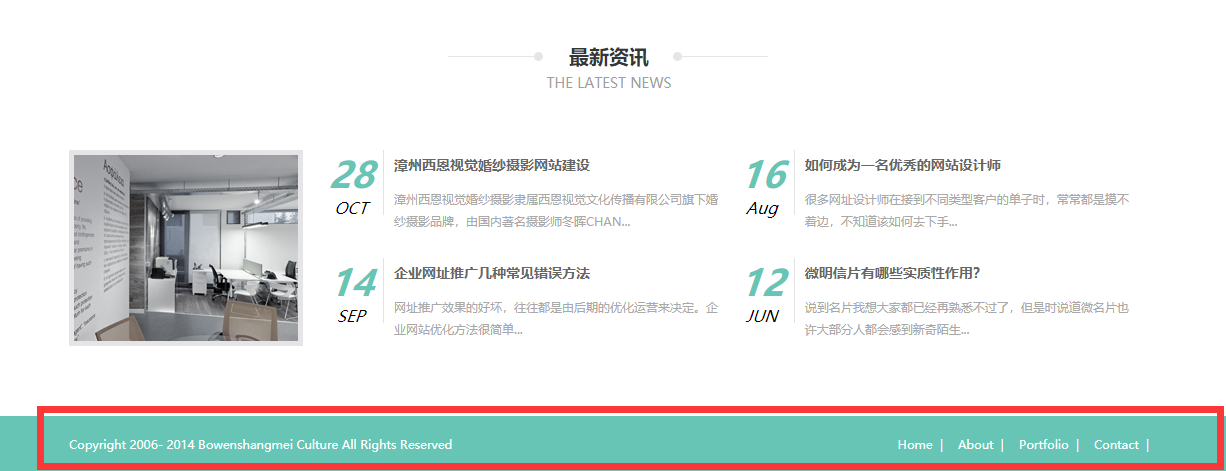 最新资讯
THE LATEST NEWS
28
OCT
漳州西恩视觉婚纱摄影网站建设
漳州西恩视觉婚纱摄影隶属西恩视觉文化传播有限公司旗下婚
纱摄影品牌，由国内著名摄影师冬晖CHAN...
16
Aug
如何成为一名优秀的网站设计师
很多网址设计师在接到不同类型客户的单子时，常常都是摸不
着边，不知道该如何去下手...
14
SEP
企业网址推广几种常见错误方法
网址推广效果的好坏，往往都是由后期的优化运营来决定。企
业网站优化方法很简单...
12
JUN
微明信片有哪些实质性作用?
说到名片我想大家都已经再熟悉不过了，但是时说道微名片也
许大部分人都会感到新奇陌生...
Copyright 2006- 2014 Bowenshangmei Culture All Rights Reserved
Home | About | Portfolio | Contact |